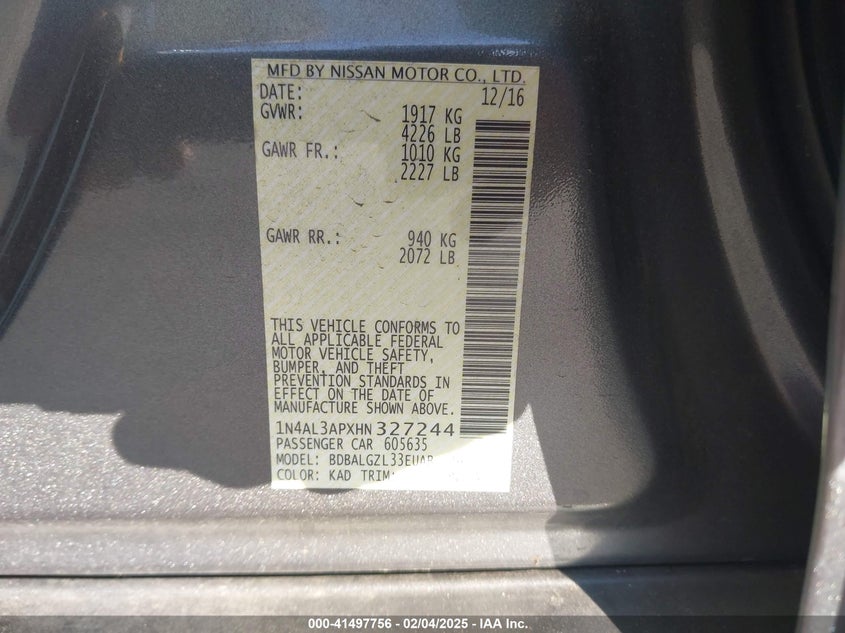 MFD BY NISSAN MOTOR CO., LTD.
DATE: 12/16
GVWR: 1917 KG
4226 LB
GAWR FR.: 1010 KG
2227 LB
GAWR RR.: 940 KG
2072 LB
THIS VEHICLE CONFORMS TO
ALL APPLICABLE FEDERAL
MOTOR VEHICLE SAFETY,
BUMPER, AND THEFT
PREVENTION STANDARDS IN
EFFECT ON THE DATE OF
MANUFACTURE SHOWN ABOVE.
1N4AL3APXHN 327244
PASSENGER CAR 605635
MODEL:
COLOR: KAD TRIM:
000-41497756 - 02/04/2025 - IAA Inc.